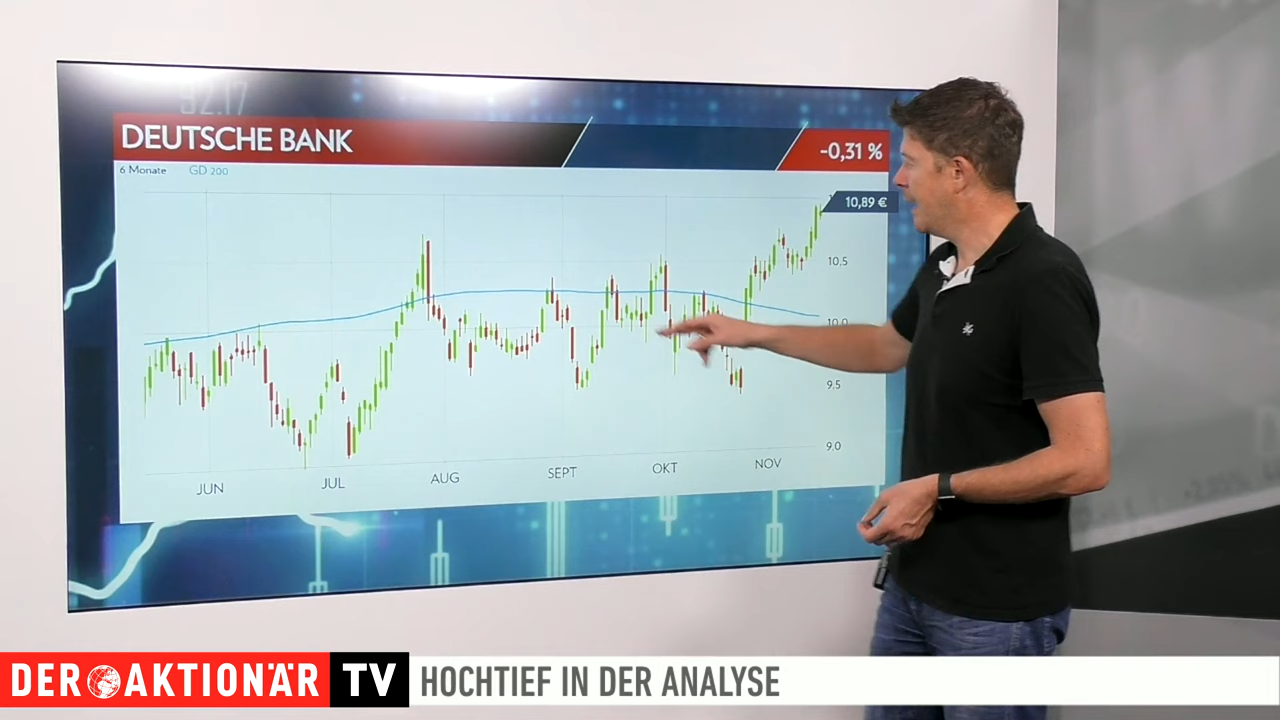 92.17
DEUTSCHE BANK
-0,31 %
6 Monate GD 200
10,89 €
10,5
10,0
9,5
9,0
JUN JUL AUG SEPT OKT NOV
DER AKTIONÄR TV HOCHTIEF IN DER ANALYSE